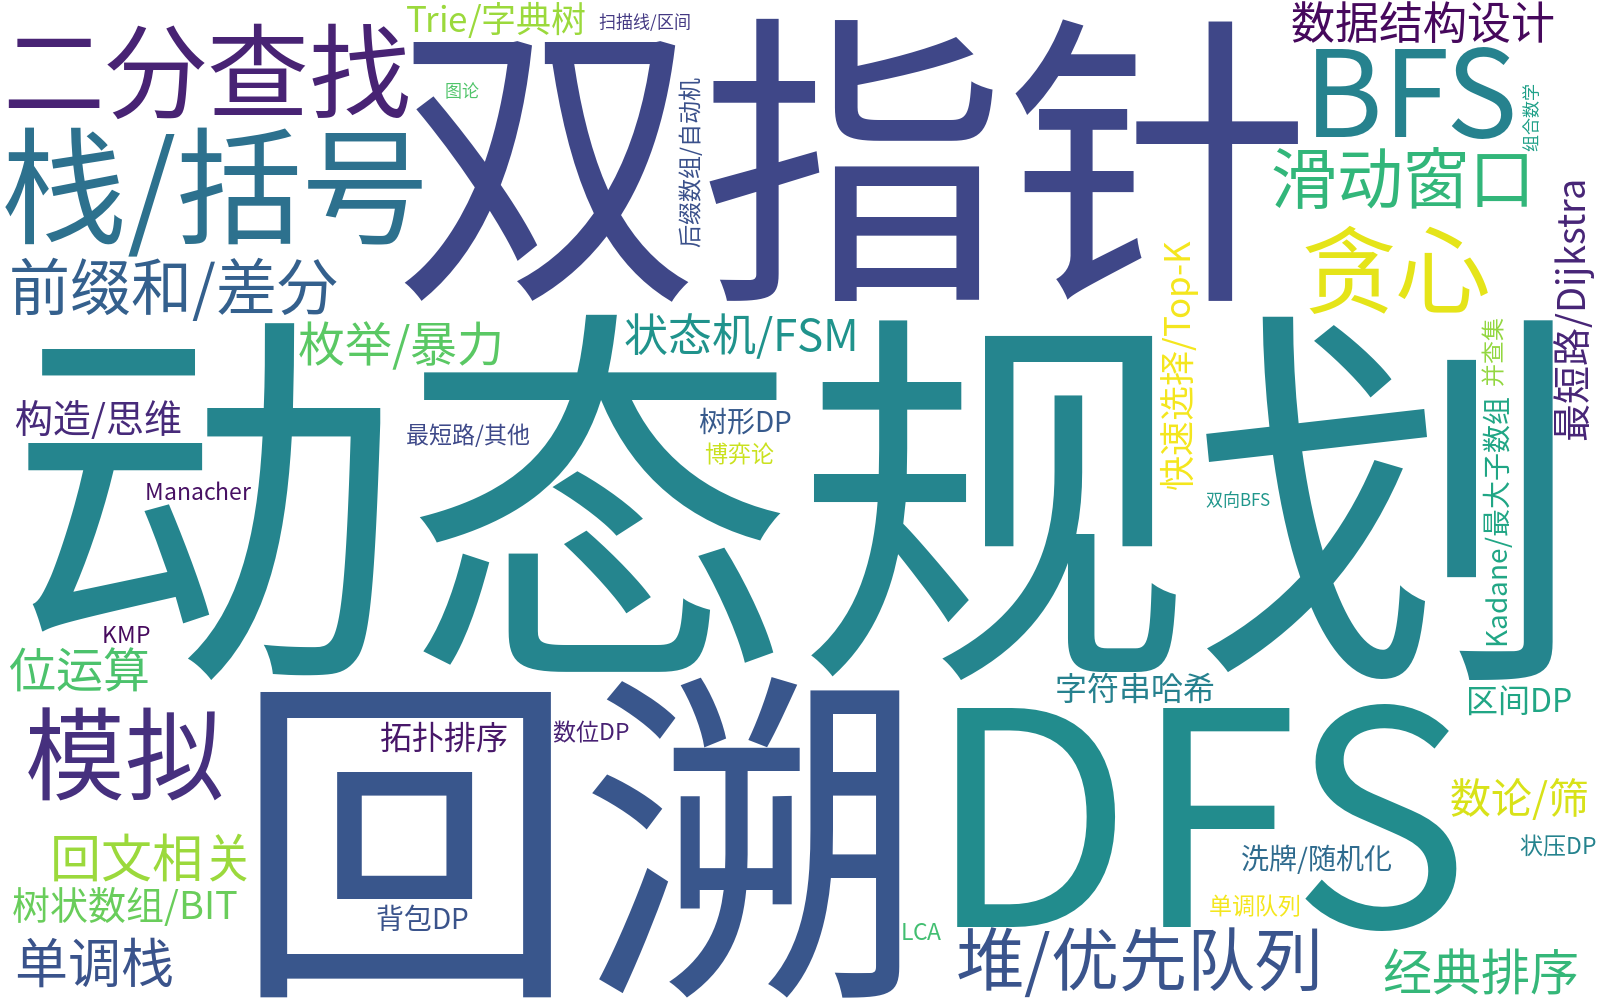 Trie/字典树
扫描线/区间
数据结构设计
二分查找
双指针
BFS
图论
后缀数组/自动机
组合数学
栈/括号
滑动窗口
前缀和/差分
贪心
最短路/Dijkstra
快速选择/Top-K
枚举/暴力
状态机/FSM
并查集
动态规划
构造/思维
最短路/其他
树形DP
博弈论
Kadane/最大子数组
Manacher
双向BFS
KMP
位运算
字符串哈希
区间DP
模拟
回溯
DFS
拓扑排序
数位DP
数论/筛
回文相关
状压DP
洗牌/随机化
树状数组/BIT
背包DP
单调队列
LCA
单调栈
堆/优先队列
经典排序